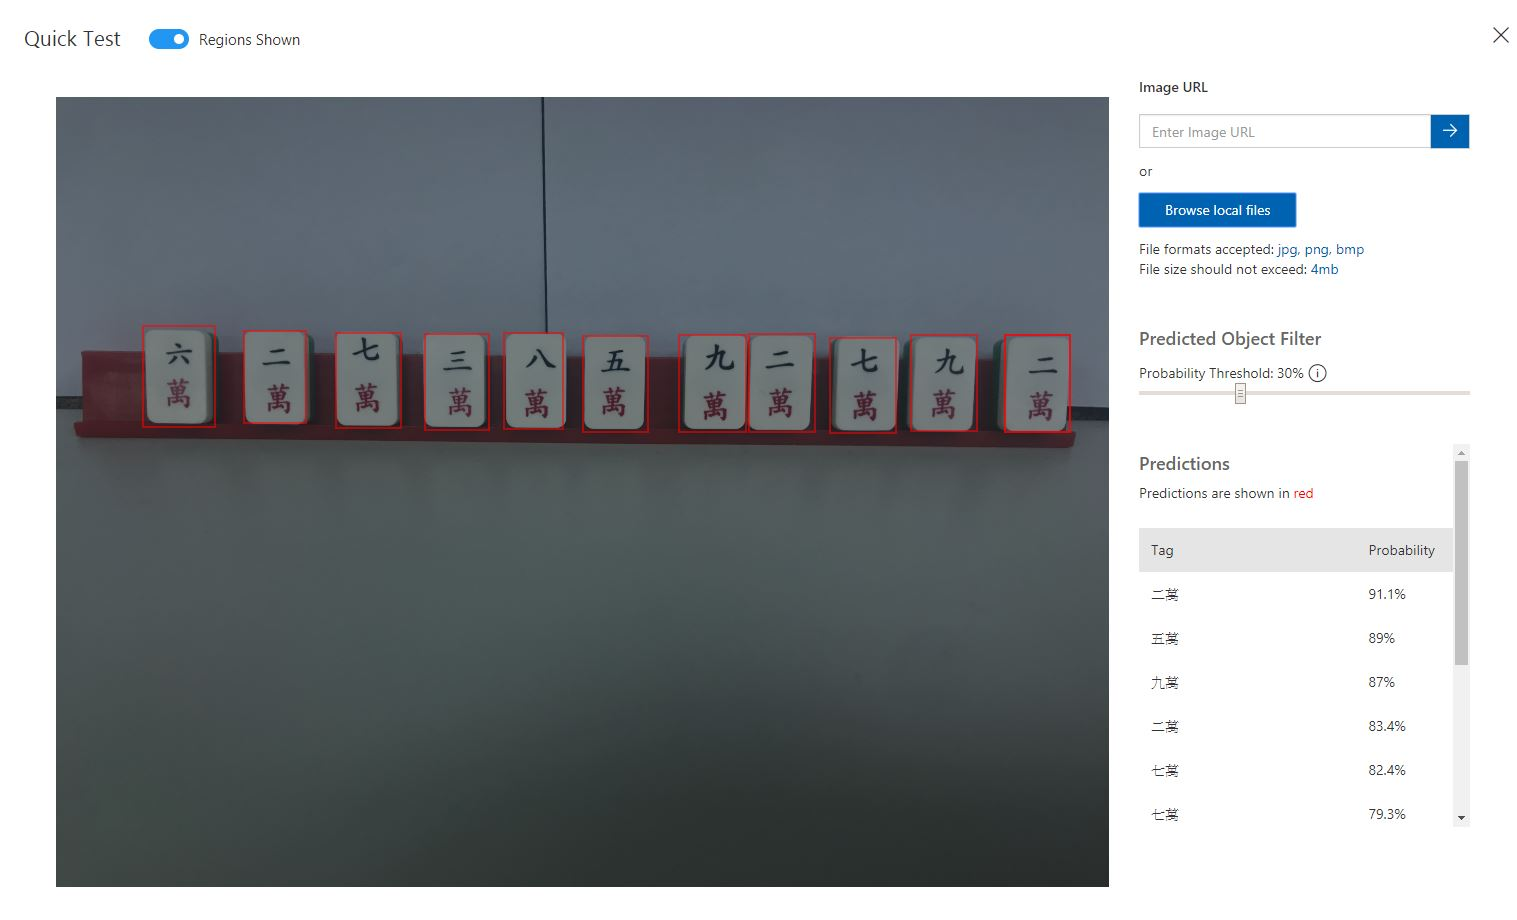 Quick Test
Regions Shown
六 二 七 三 八 五 九 二 七 九 二
萬 萬 萬 萬 萬 萬 萬 萬 萬 萬 萬
Image URL
Enter Image URL
or
Browse local files
File formats accepted: jpg, png, bmp
File size should not exceed: 4mb
Predicted Object Filter
Probability Threshold: 30%
Predictions
Predictions are shown in red
Tag Probability
二萬 91.1%
五萬 89%
九萬 87%
二萬 83.4%
七萬 82.4%
七萬 79.3%